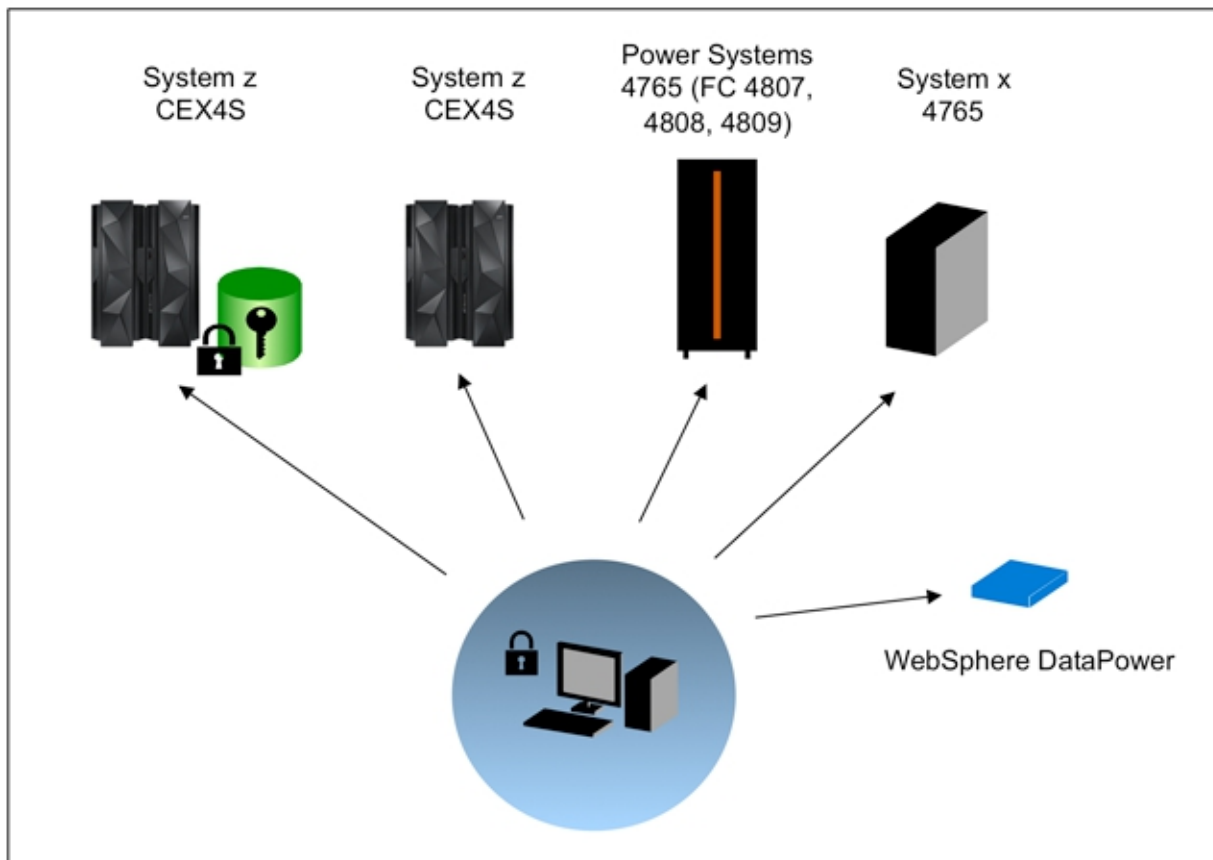 System z
CEX4S
System z
CEX4S
Power Systems
4765 (FC 4807,
4808, 4809)
System x
4765
WebSphere DataPower